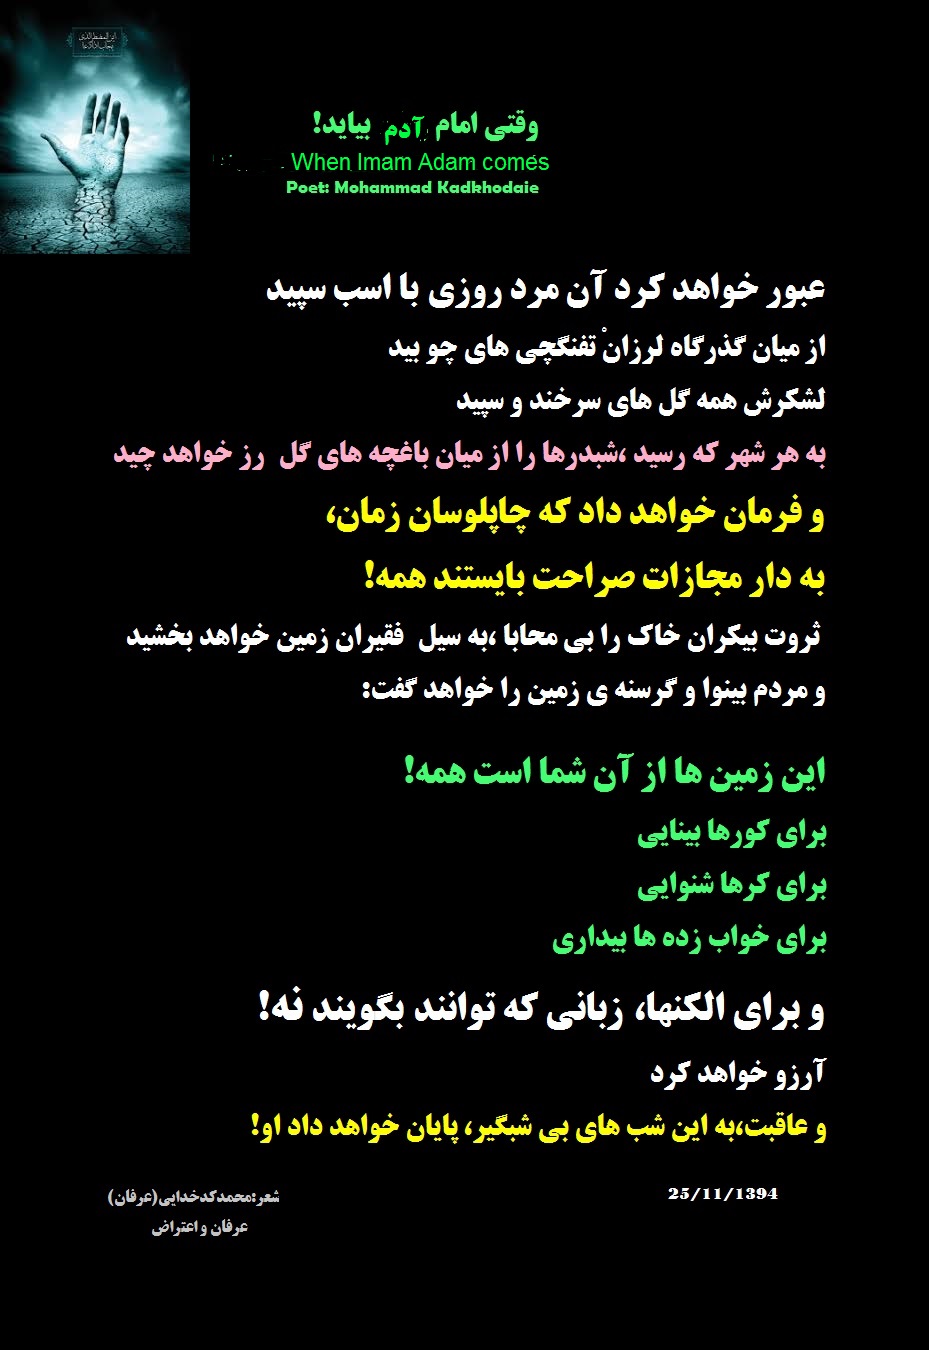 این المضطر الذی
یجاب اذا دعا
وقتی امام آدم بیاید!
When Imam Adam comes
Poet: Mohammad Kadkhodaie
عبور خواهد کرد آن مرد روزی با اسب سپید
از میان گذرگاه لرزانْ تفنگچی های چو بید
لشکرش همه گل های سرخند و سپید
به هر شهر که رسید ،شبدرها را از میان باغچه های گل رز خواهد چید
و فرمان خواهد داد که چاپلوسان زمان،
به دار مجازات صراحت بایستند همه!
ثروت بیکران خاک را بی محابا ،به سیل فقیران زمین خواهد بخشید
و مردم بینوا و گرسنه ی زمین را خواهد گفت:
این زمین ها از آن شما است همه!
برای کورها بینایی
برای کرها شنوایی
برای خواب زده ها بیداری
و برای الکنها، زبانی که توانند بگویند نه!
آرزو خواهد کرد
و عاقبت،به این شب های بی شبگیر، پایان خواهد داد او!
25/11/1394
شعر:محمدکدخدایی(عرفان)
عرفان و اعتراض